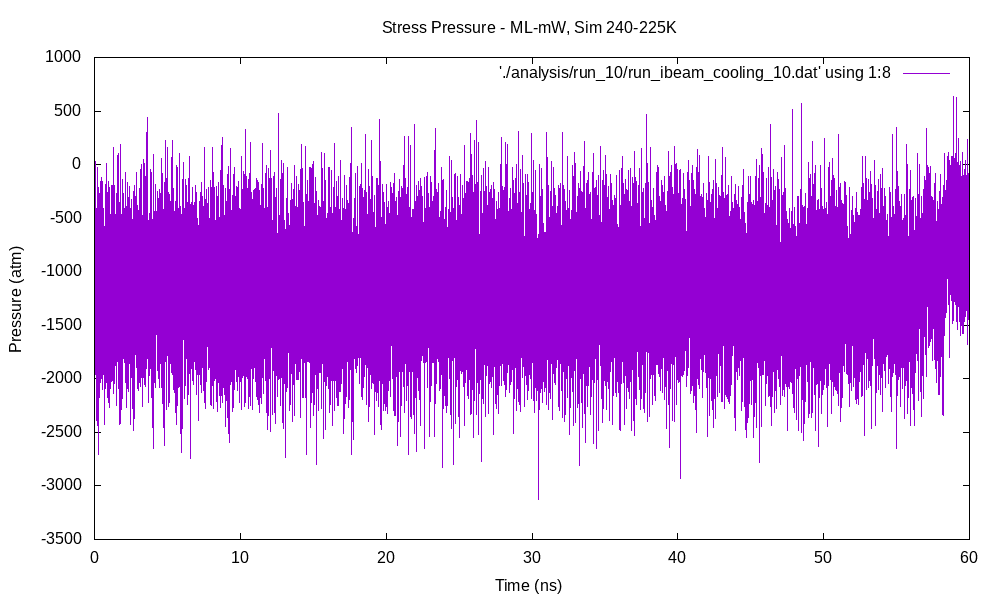 Stress Pressure - ML-mW, Sim 240-225K
'./analysis/run_10/run_ibeam_cooling_10.dat' using 1:8
1000
500
0
-500
-1000
-1500
-2000
-2500
-3000
-3500
Pressure (atm)
0 10 20 30 40 50 60
Time (ns)